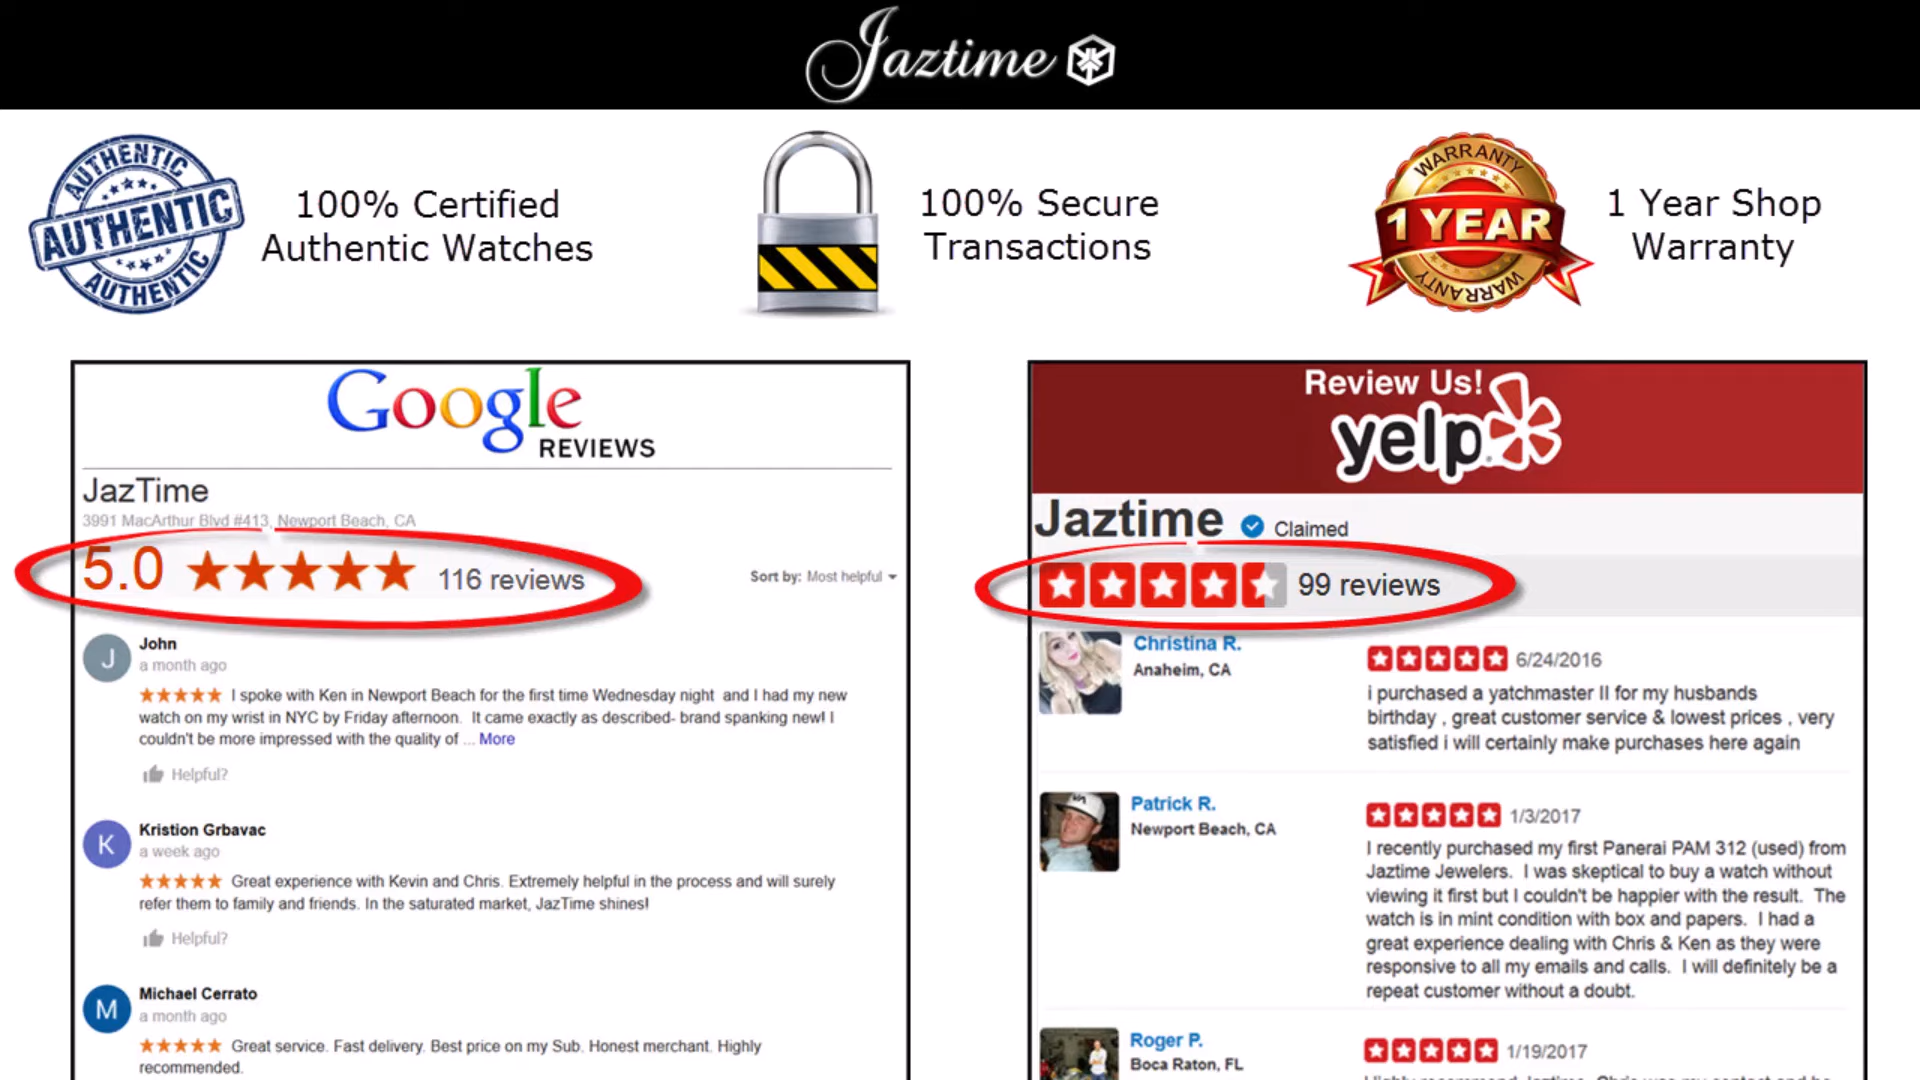 Jaztime
AUTHENTIC
AUTHENTIC
AUTHENTIC
100% Certified
Authentic Watches
100% Secure
Transactions
WARRANTY
1 YEAR
WARRANTY
1 Year Shop
Warranty
Google
REVIEWS
JazTime
3991 MacArthur Blvd #413, Newport Beach, CA
5.0 116 reviews
Sort by: Most helpful
J
John
a month ago
I spoke with Ken in Newport Beach for the first time Wednesday night and I had my new
watch on my wrist in NYC by Friday afternoon. It came exactly as described- brand spanking new! I
couldn't be more impressed with the quality of ... More
Helpful?
K
Kristion Grbavac
a week ago
Great experience with Kevin and Chris. Extremely helpful in the process and will surely
refer them to family and friends. In the saturated market, JazTime shines!
Helpful?
M
Michael Cerrato
a month ago
Great service. Fast delivery. Best price on my Sub. Honest merchant. Highly
recommended.
Review Us!
yelp
Jaztime Claimed
99 reviews
Christina R.
Anaheim, CA
6/24/2016
i purchased a yatchmaster II for my husbands
birthday , great customer service & lowest prices , very
satisfied i will certainly make purchases here again
Patrick R.
Newport Beach, CA
1/3/2017
I recently purchased my first Panerai PAM 312 (used) from
Jaztime Jewelers. I was skeptical to buy a watch without
viewing it first but I couldn't be happier with the result. The
watch is in mint condition with box and papers. I had a
great experience dealing with Chris & Ken as they were
responsive to all my emails and calls. I will definitely be a
repeat customer without a doubt.
Roger P.
Boca Raton, FL
1/19/2017